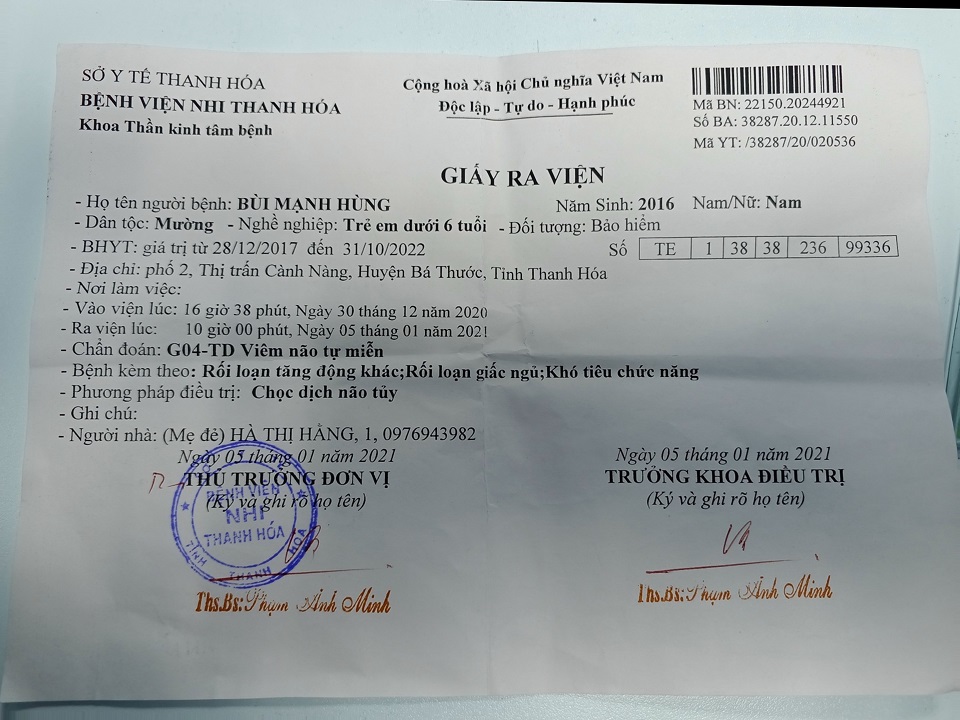 SỞ Y TẾ THANH HÓA
BỆNH VIỆN NHI THANH HÓA
Khoa Thần kinh tâm bệnh
Cộng hoà Xã hội Chủ nghĩa Việt Nam
Độc lập - Tự do - Hạnh phúc
Mã BN: 22150.20244921
Số BA: 38287.20.12.11550
Mã YT: /38287/20/020536
GIẤY RA VIỆN
- Họ tên người bệnh: BÙI MẠNH HÙNG Năm Sinh: 2016 Nam/Nữ: Nam
- Dân tộc: Mường - Nghề nghiệp: Trẻ em dưới 6 tuổi - Đối tượng: Bảo hiểm
- BHYT: giá trị từ 28/12/2017 đến 31/10/2022 Số TE 1 38 38 236 99336
- Địa chỉ: phố 2, Thị trấn Cành Nàng, Huyện Bá Thước, Tỉnh Thanh Hóa
- Nơi làm việc:
- Vào viện lúc: 16 giờ 38 phút, Ngày 30 tháng 12 năm 2020
- Ra viện lúc: 10 giờ 00 phút, Ngày 05 tháng 01 năm 2021
- Chẩn đoán: G04-TD Viêm não tự miễn
- Bệnh kèm theo: Rối loạn tăng động khác;Rối loạn giấc ngủ;Khó tiêu chức năng
- Phương pháp điều trị: Chọc dịch não tủy
- Ghi chú:
- Người nhà: (Mẹ đẻ) HÀ THỊ HẰNG, 1, 0976943982
Ngày 05 tháng 01 năm 2021
THỦ TRƯỞNG ĐƠN VỊ
(Ký và ghi rõ họ tên)
BỆNH VIỆN
NHI
THANH HÓA
TỈNH THANH HÓA
Ths.Bs: Phạm Ánh Minh
Ngày 05 tháng 01 năm 2021
TRƯỞNG KHOA ĐIỀU TRỊ
(Ký và ghi rõ họ tên)
Ths.Bs: Phạm Ánh Minh